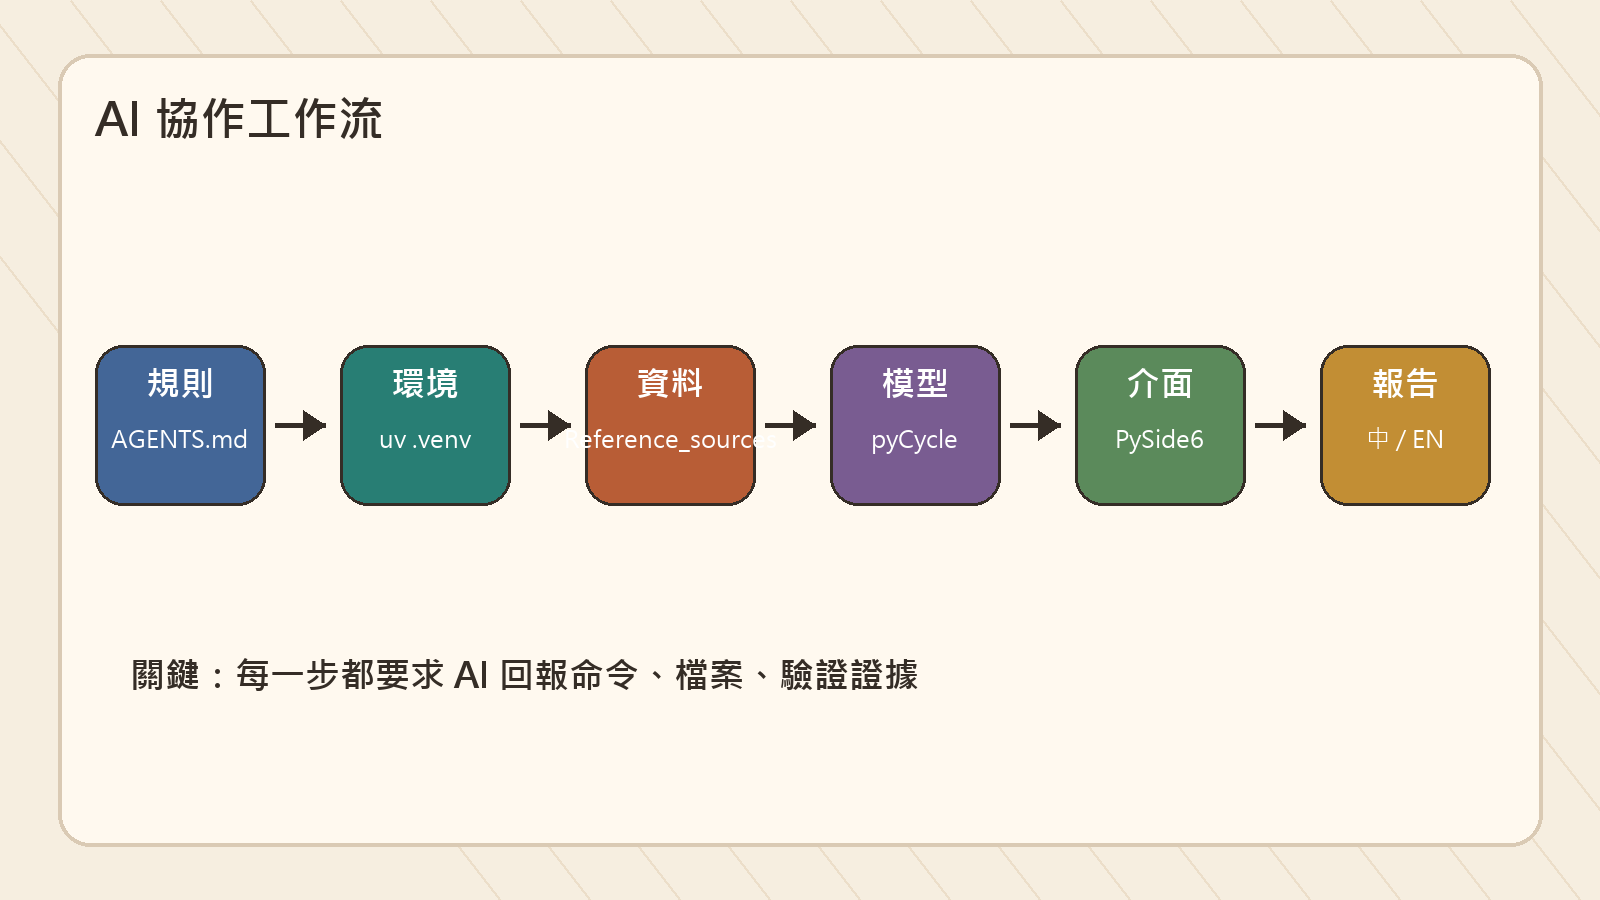 AI 協作工作流
規則
AGENTS.md
環境
uv .venv
資料
Reference_sources
模型
pyCycle
介面
PySide6
報告
中 / EN
關鍵：每一步都要求 AI 回報命令、檔案、驗證證據